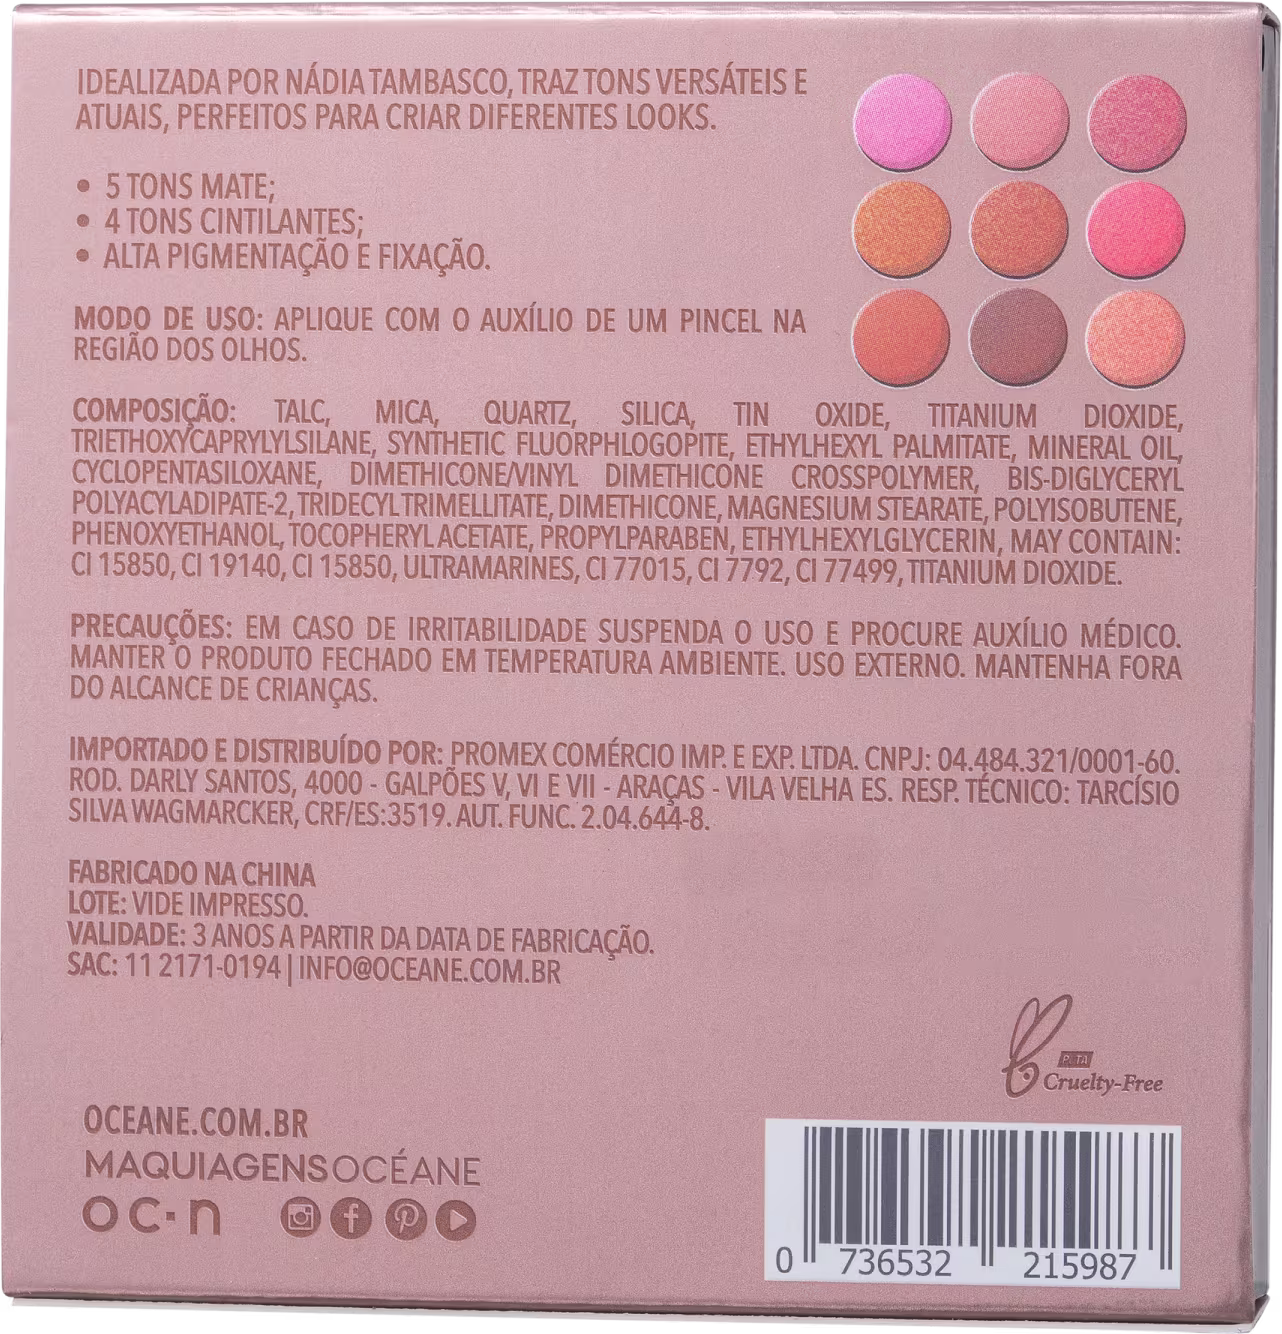 IDEALIZADA POR NÁDIA TAMBASCO, TRAZ TONS VERSÁTEIS E
ATUAIS, PERFEITOS PARA CRIAR DIFERENTES LOOKS.
• 5 TONS MATE;
• 4 TONS CINTILANTES;
• ALTA PIGMENTAÇÃO E FIXAÇÃO.
MODO DE USO: APLIQUE COM O AUXÍLIO DE UM PINCEL NA
REGIÃO DOS OLHOS.
COMPOSIÇÃO: TALC, MICA, QUARTZ, SILICA, TIN OXIDE, TITANIUM DIOXIDE,
TRIETHOXYCAPRYLYLSILANE, SYNTHETIC FLUORPHLOGOPITE, ETHYLHEXYL PALMITATE, MINERAL OIL,
CYCLOPENTASILOXANE, DIMETHICONE/VINYL DIMETHICONE CROSSPOLYMER, BIS-DIGLYCERYL
POLYACYLADIPATE-2, TRIDECYL TRIMELLITATE, DIMETHICONE, MAGNESIUM STEARATE, POLYISOBUTENE,
PHENOXYETHANOL, TOCOPHERYL ACETATE, PROPYLPARABEN, ETHYLHEXYLGLYCERIN, MAY CONTAIN:
CI 15850, CI 19140, CI 15850, ULTRAMARINES, CI 77015, CI 7792, CI 77499, TITANIUM DIOXIDE.
PRECAUÇÕES: EM CASO DE IRRITABILIDADE SUSPENDA O USO E PROCURE AUXÍLIO MÉDICO.
MANTER O PRODUTO FECHADO EM TEMPERATURA AMBIENTE. USO EXTERNO. MANTENHA FORA
DO ALCANCE DE CRIANÇAS.
IMPORTADO E DISTRIBUÍDO POR: PROMEX COMÉRCIO IMP. E EXP. LTDA. CNPJ: 04.484.321/0001-60.
ROD. DARLY SANTOS, 4000 - GALPÕES V, VI E VII - ARAÇAS - VILA VELHA ES. RESP. TÉCNICO: TARCÍSIO
SILVA WAGMARCKER, CRF/ES:3519. AUT. FUNC. 2.04.644-8.
FABRICADO NA CHINA
LOTE: VIDE IMPRESSO.
VALIDADE: 3 ANOS A PARTIR DA DATA DE FABRICAÇÃO.
SAC: 11 2171-0194 | INFO@OCEANE.COM.BR
PETA
Cruelty-Free
OCEANE.COM.BR
MAQUIAGENSOCÉANE
oc·n
0 736532 215987